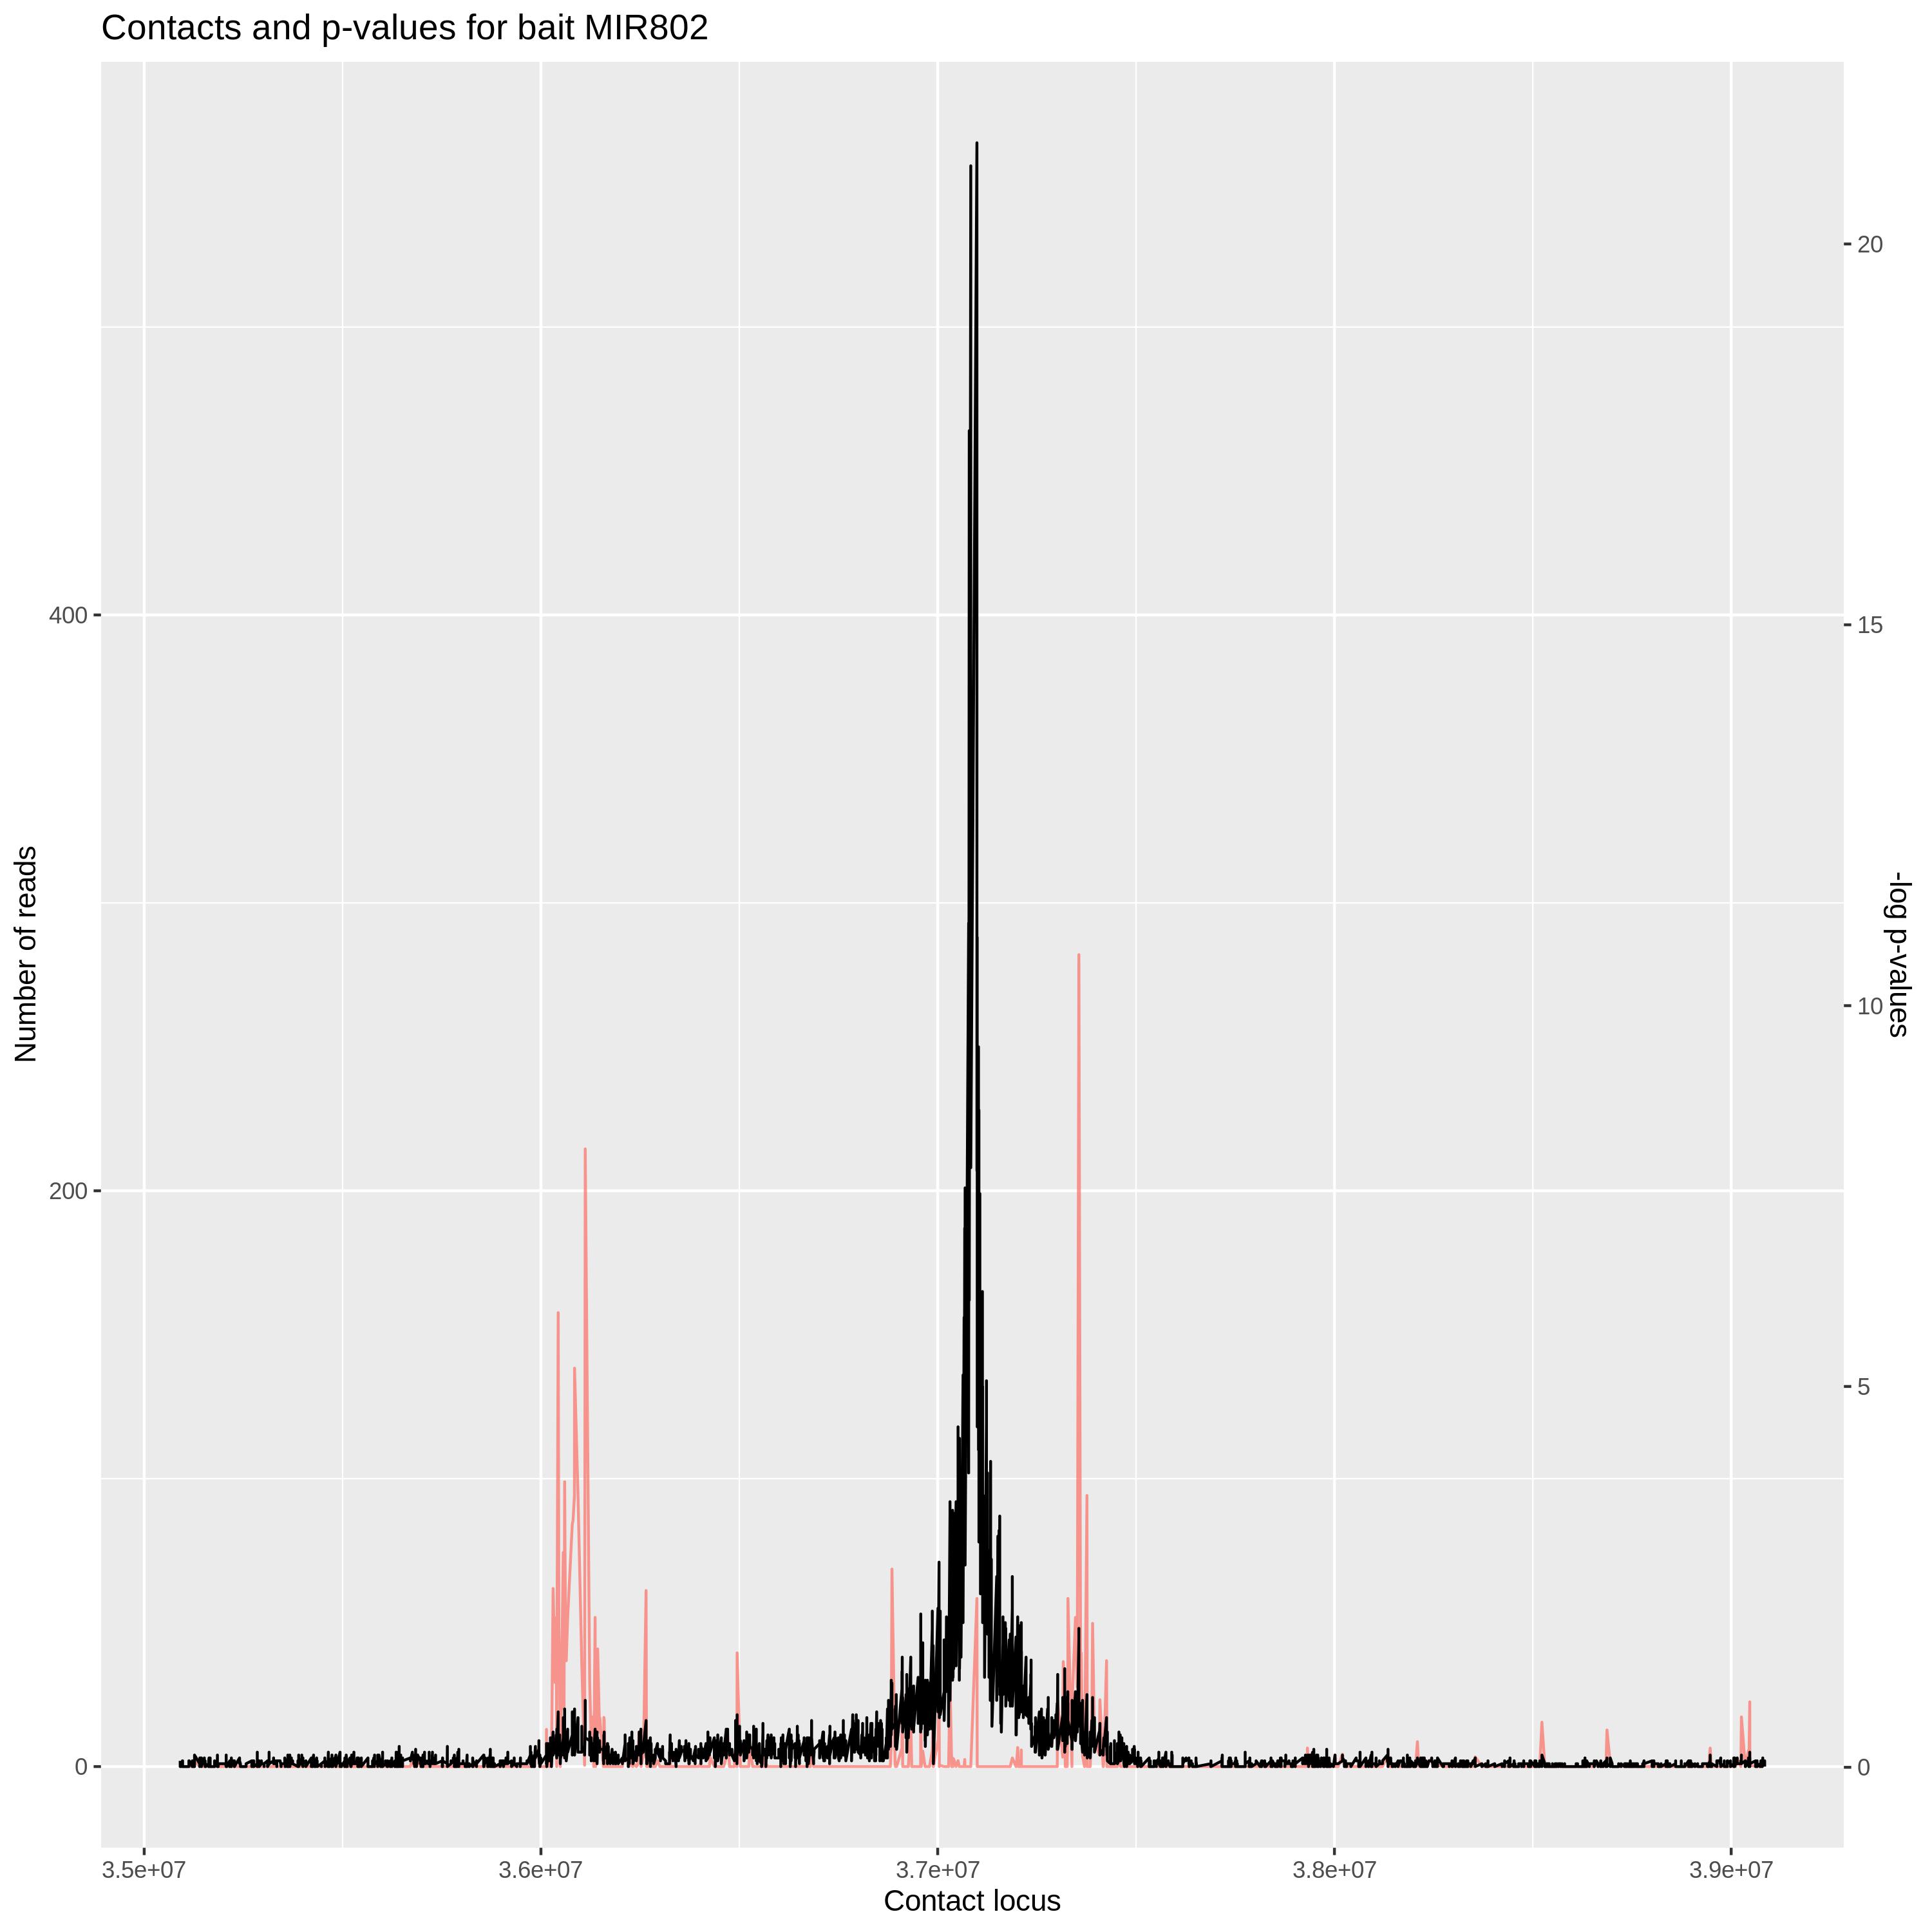 Contacts and p-values for bait MIR802
Number of reads
400
200
0
20
15
10
5
0
-log p-values
3.5e+07
3.6e+07
3.7e+07
3.8e+07
3.9e+07
Contact locus